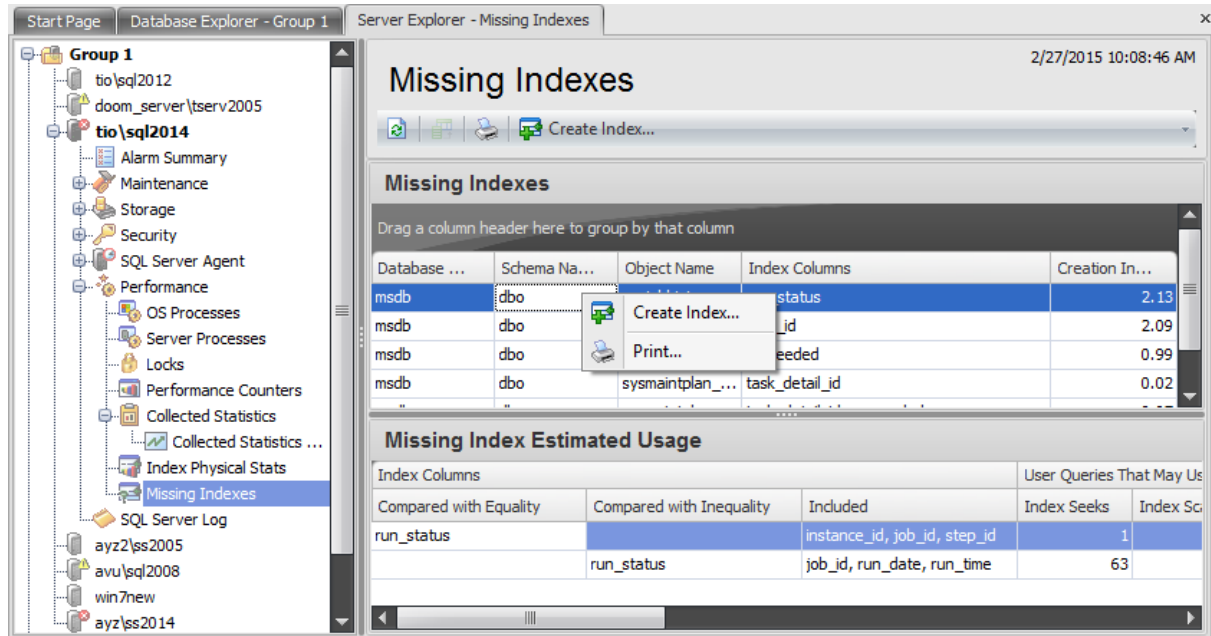 Start Page
Database Explorer - Group 1
Server Explorer - Missing Indexes
Group 1
tio\sql2012
doom_server\tserv2005
tio\sql2014
Alarm Summary
Maintenance
Storage
Security
SQL Server Agent
Performance
OS Processes
Server Processes
Locks
Performance Counters
Collected Statistics
Collected Statistics ...
Index Physical Stats
Missing Indexes
SQL Server Log
ayz2\ss2005
avu\sql2008
win7new
ayz\ss2014
2/27/2015 10:08:46 AM
Missing Indexes
Create Index...
Missing Indexes
Drag a column header here to group by that column
Database ... Schema Na... Object Name Index Columns Creation In...
msdb dbo 2.13
msdb dbo 2.09
msdb dbo 0.99
msdb dbo sysmaintplan_... task_detail_id 0.02
Create Index...
Print...
Missing Index Estimated Usage
Index Columns User Queries That May Us
Compared with Equality Compared with Inequality Included Index Seeks Index Sca
run_status instance_id, job_id, step_id 1
run_status job_id, run_date, run_time 63